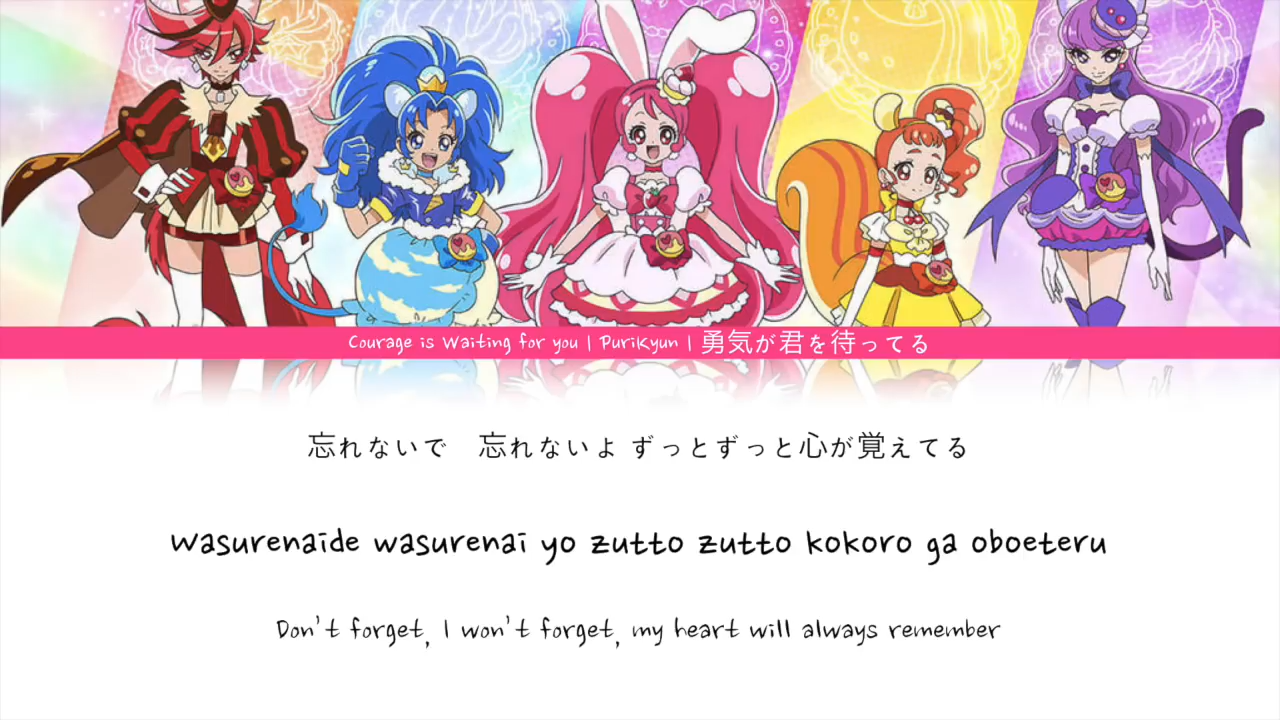 Courage is Waiting for you | PuriKyun | 勇気が君を待ってる
忘れないで　忘れないよ ずっとずっと心が覚えてる
wasurenaide wasurenai yo zutto zutto kokoro ga oboeteru
Don't forget, I won't forget, my heart will always remember